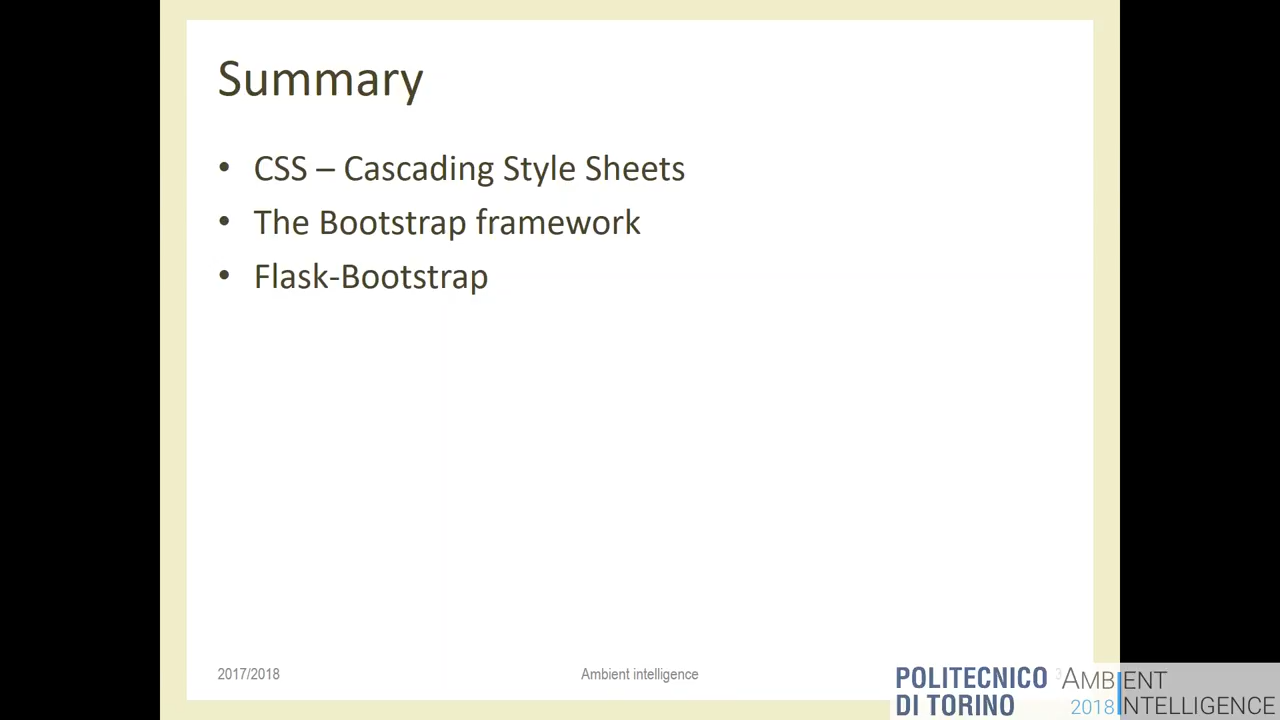 Summary
• CSS – Cascading Style Sheets
• The Bootstrap framework
• Flask-Bootstrap
2017/2018
Ambient intelligence
3
POLITECNICO
DI TORINO
AMBIENT
2018 INTELLIGENCE